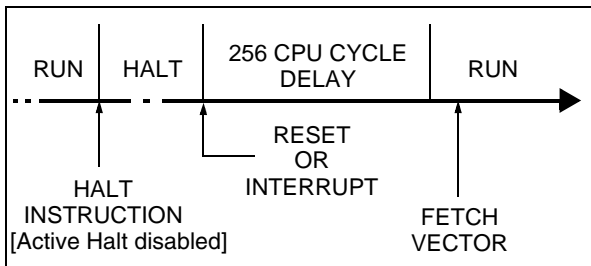 RUN
HALT
256 CPU CYCLE
DELAY
RUN
RESET
OR
INTERRUPT
HALT
INSTRUCTION
[Active Halt disabled]
FETCH
VECTOR